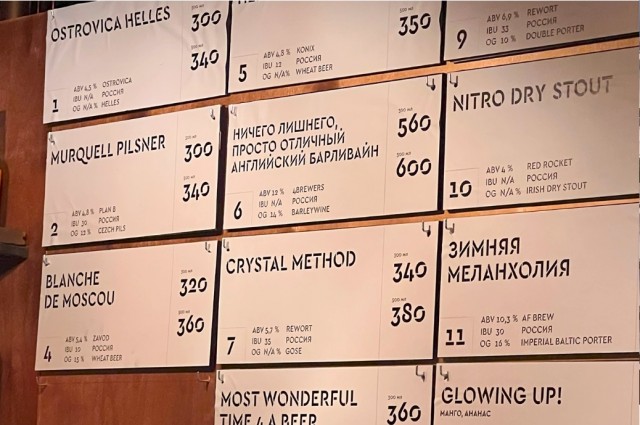 OSTROVICA HELLES
300
340
1
ABV 4,5 % OSTROVICA
IBU N/A РОССИЯ
OG N/A % HELLES
350
5
ABV 4,8 % KONIX
IBU 13 РОССИЯ
OG N/A% WHEAT BEER
9
ABV 6,9 % REWORT
IBU 33 РОССИЯ
OG 10 % DOUBLE PORTER
MURQUELL PILSNER
300
340
2
ABV 4,8 % PLAN B
IBU 30 РОССИЯ
OG 12 % CZECH PILS
НИЧЕГО ЛИШНЕГО,
ПРОСТО ОТЛИЧНЫЙ
АНГЛИЙСКИЙ БАРЛИВАЙН
560
600
6
ABV 12 % 4BREWERS
IBU N/A РОССИЯ
OG 14 % BARLEYWINE
NITRO DRY STOUT
10
ABV 4 % RED ROCKET
IBU N/A РОССИЯ
OG N/A % IRISH DRY STOUT
BLANCHE
DE MOSCOU
320
360
4
ABV 5,4 % ZAVOD
IBU 10 РОССИЯ
OG 13 % WHEAT BEER
CRYSTAL METHOD
340
380
7
ABV 5,7 % REWORT
IBU 35 РОССИЯ
OG N/A % GOSE
ЗИМНЯЯ
МЕЛАНХОЛИЯ
11
ABV 10,3 % AF BREW
IBU 30 РОССИЯ
OG 16 % IMPERIAL BALTIC PORTER
MOST WONDERFUL
TIME 4 A BEER
360
GLOWING UP!
МАНГО, АНАНАС